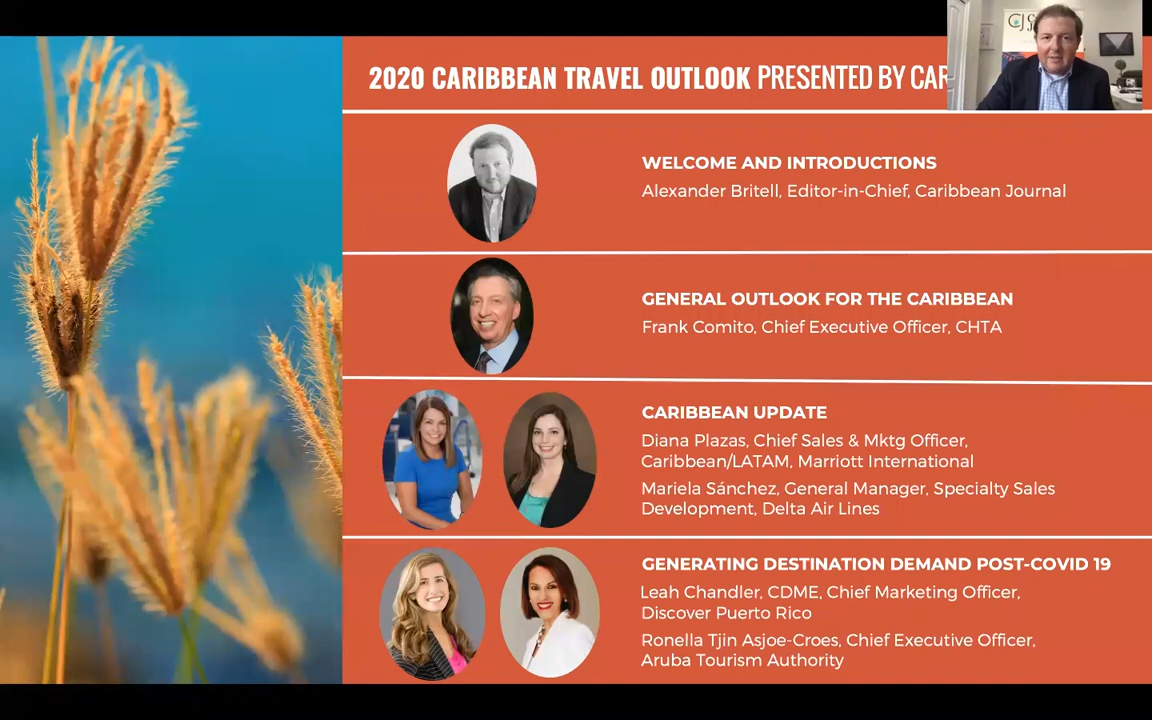 2020 CARIBBEAN TRAVEL OUTLOOK PRESENTED BY CAR
CJ
WELCOME AND INTRODUCTIONS
Alexander Britell, Editor-in-Chief, Caribbean Journal
GENERAL OUTLOOK FOR THE CARIBBEAN
Frank Comito, Chief Executive Officer, CHTA
CARIBBEAN UPDATE
Diana Plazas, Chief Sales & Mktg Officer,
Caribbean/LATAM, Marriott International
Mariela Sánchez, General Manager, Specialty Sales
Development, Delta Air Lines
GENERATING DESTINATION DEMAND POST-COVID 19
Leah Chandler, CDME, Chief Marketing Officer,
Discover Puerto Rico
Ronella Tjin Asjoe-Croes, Chief Executive Officer,
Aruba Tourism Authority